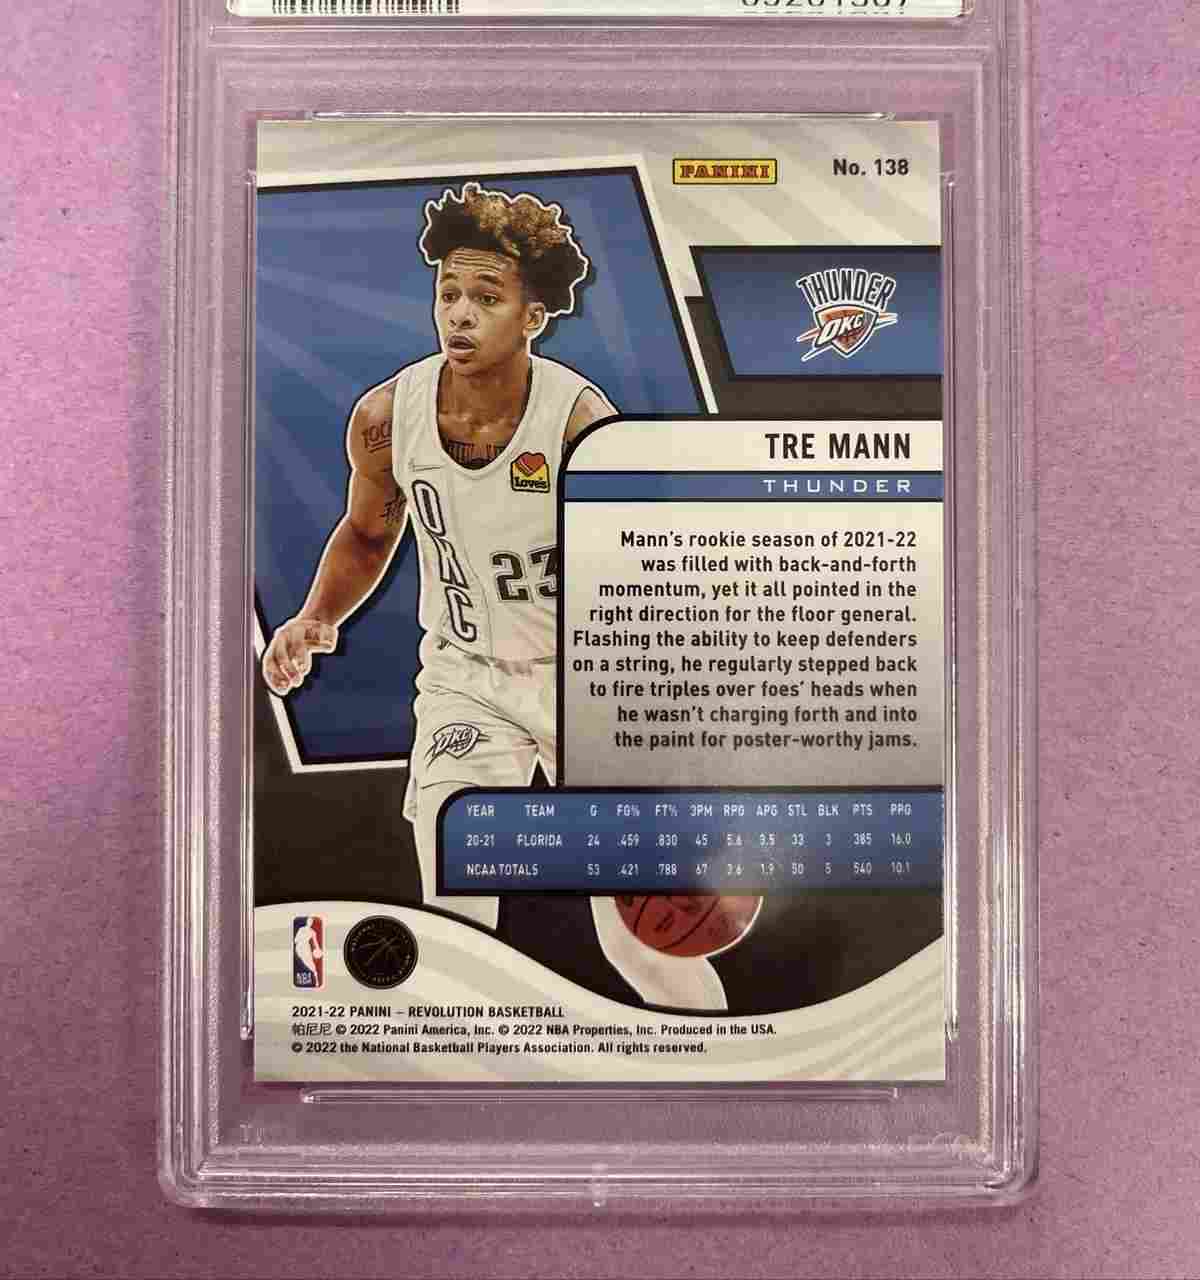 PANINI
No. 138
THUNDER
OKC
TRE MANN
THUNDER
100
Love's
OKC
23
OKC
Mann's rookie season of 2021-22
was filled with back-and-forth
momentum, yet it all pointed in the
right direction for the floor general.
Flashing the ability to keep defenders
on a string, he regularly stepped back
to fire triples over foes' heads when
he wasn't charging forth and into
the paint for poster-worthy jams.
YEAR TEAM G FG% FT% 3PM RPG APG STL BLK PTS PPG
20-21 FLORIDA 24 .459 .830 45 5.6 3.5 33 3 385 16.0
NCAA TOTALS 53 .421 .788 67 3.6 1.9 50 5 540 10.1
NBA
2021-22 PANINI – REVOLUTION BASKETBALL
帕尼尼 © 2022 Panini America, Inc. © 2022 NBA Properties, Inc. Produced in the USA.
© 2022 the National Basketball Players Association. All rights reserved.